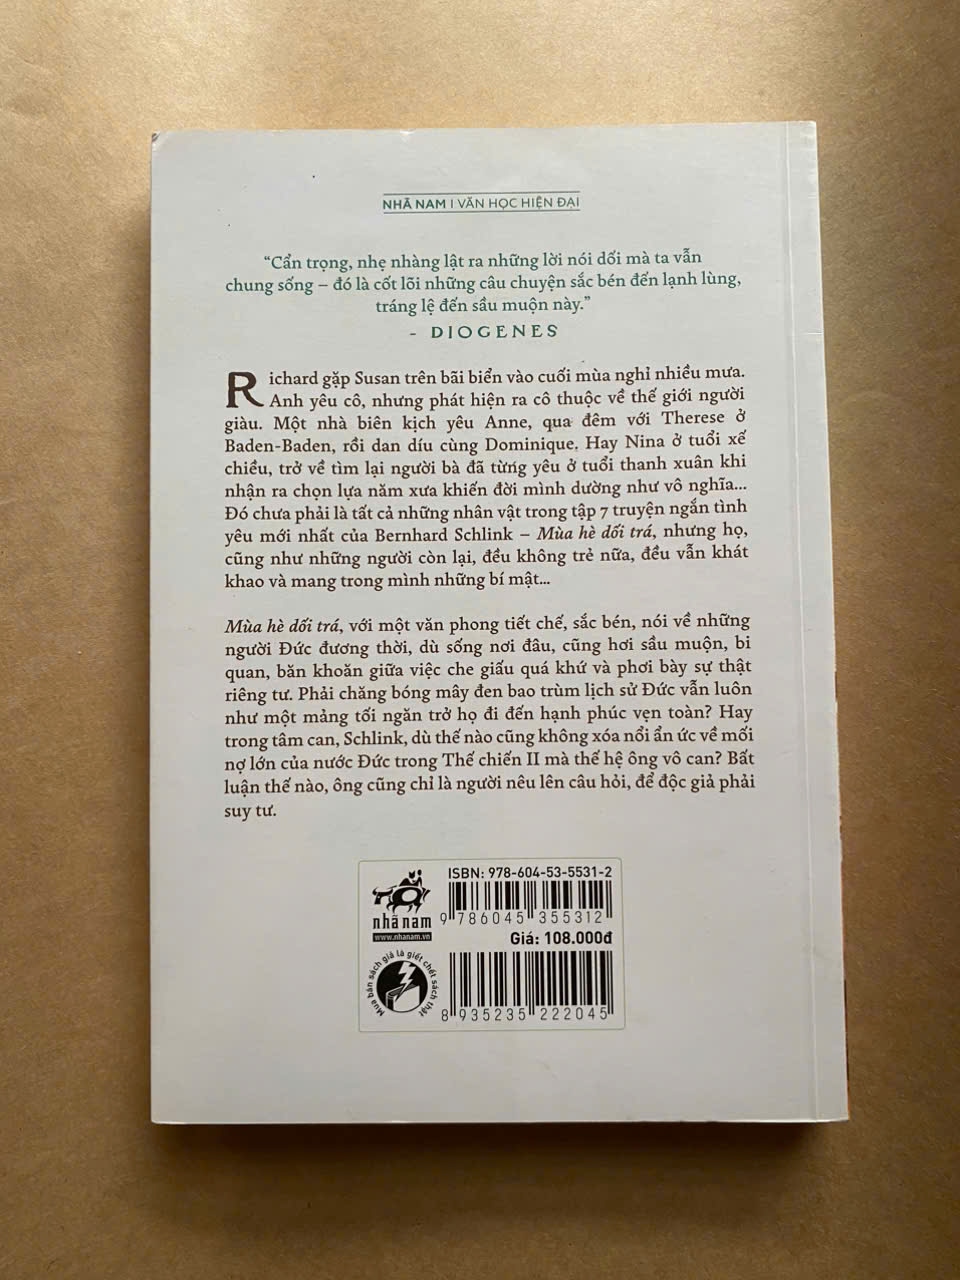 NHÃ NAM | VĂN HỌC HIỆN ĐẠI
“Cẩn trọng, nhẹ nhàng lật ra những lời nói dối mà ta vẫn
chung sống – đó là cốt lõi những câu chuyện sắc bén đến lạnh lùng,
tráng lệ đến sầu muộn này.”
- DIOGENES
Richard gặp Susan trên bãi biển vào cuối mùa nghỉ nhiều mưa.
Anh yêu cô, nhưng phát hiện ra cô thuộc về thế giới người
giàu. Một nhà biên kịch yêu Anne, qua đêm với Therese ở
Baden-Baden, rồi dan díu cùng Dominique. Hay Nina ở tuổi xế
chiều, trở về tìm lại người bà đã từng yêu ở tuổi thanh xuân khi
nhận ra chọn lựa năm xưa khiến đời mình dường như vô nghĩa...
Đó chưa phải là tất cả những nhân vật trong tập 7 truyện ngắn tình
yêu mới nhất của Bernhard Schlink – Mùa hè dối trá, nhưng họ,
cũng như những người còn lại, đều không trẻ nữa, đều vẫn khát
khao và mang trong mình những bí mật...
Mùa hè dối trá, với một văn phong tiết chế, sắc bén, nói về những
người Đức đương thời, dù sống nơi đâu, cũng hơi sầu muộn, bi
quan, băn khoăn giữa việc che giấu quá khứ và phơi bày sự thật
riêng tư. Phải chăng bóng mây đen bao trùm lịch sử Đức vẫn luôn
như một mảng tối ngăn trở họ đi đến hạnh phúc vẹn toàn? Hay
trong tâm can, Schlink, dù thế nào cũng không xóa nổi ẩn ức về mối
nợ lớn của nước Đức trong Thế chiến II mà thế hệ ông vô can? Bất
luận thế nào, ông cũng chỉ là người nêu lên câu hỏi, để độc giả phải
suy tư.
ISBN: 978-604-53-5531-2
nhã nam
www.nhanam.vn
9 786045 355312
Giá: 108.000đ
Mua bán sách giả là giết chết sách thật
8 935235 222045